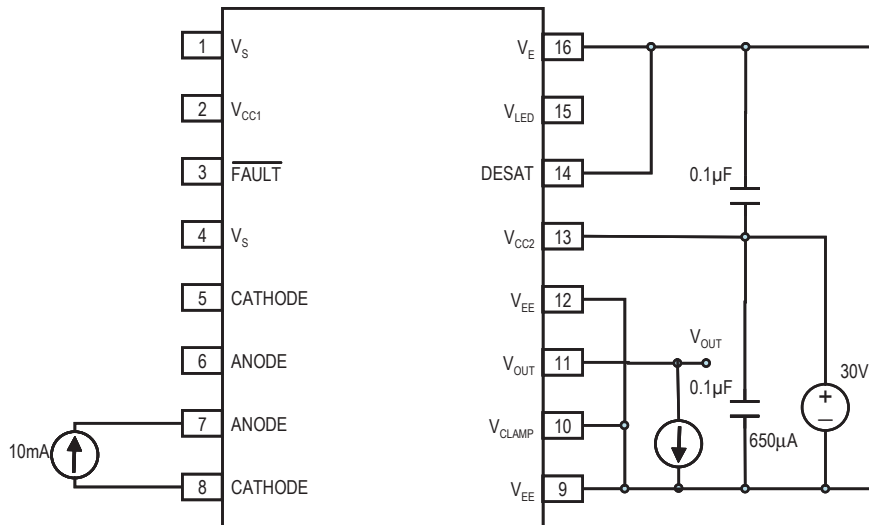 1 V_S
V_E 16
2 V_CC1
V_LED 15
3 FAULT
DESAT 14
0.1µF
4 V_S
V_CC2 13
5 CATHODE
V_EE 12
6 ANODE
V_OUT 11
V_OUT
30V
0.1µF
7 ANODE
V_CLAMP 10
650µA
10mA
8 CATHODE
V_EE 9